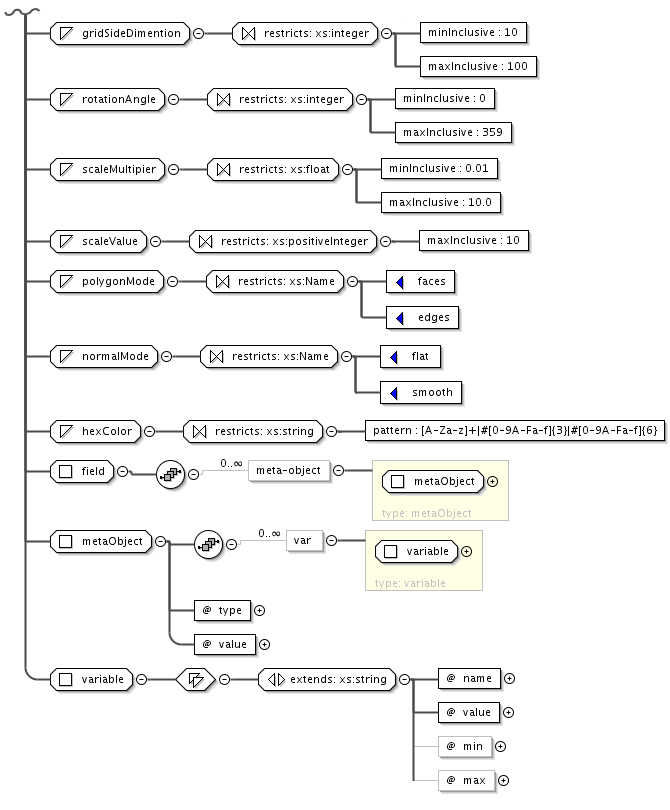 gridSideDimention restricts: xs:integer minInclusive : 10
maxInclusive : 100
rotationAngle restricts: xs:integer minInclusive : 0
maxInclusive : 359
scaleMultipier restricts: xs:float minInclusive : 0.01
maxInclusive : 10.0
scaleValue restricts: xs:positiveInteger maxInclusive : 10
polygonMode restricts: xs:Name faces
edges
normalMode restricts: xs:Name flat
smooth
hexColor restricts: xs:string pattern : [A-Za-z]+|#[0-9A-Fa-f]{3}|#[0-9A-Fa-f]{6}
field 0..∞ meta-object metaObject
type: metaObject
metaObject 0..∞ var variable
type: variable
@ type
@ value
variable extends: xs:string @ name
@ value
@ min
@ max